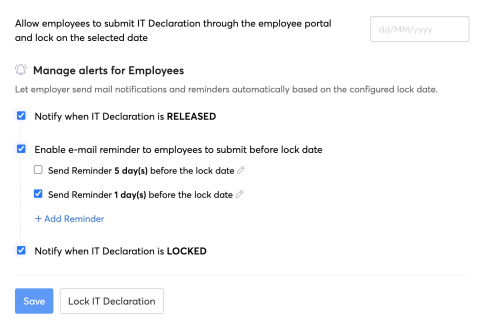 Allow employees to submit IT Declaration through the employee portal
and lock on the selected date
dd/MM/yyyy
Manage alerts for Employees
Let employer send mail notifications and reminders automatically based on the configured lock date.
Notify when IT Declaration is RELEASED
Enable e-mail reminder to employees to submit before lock date
Send Reminder 5 day(s) before the lock date
Send Reminder 1 day(s) before the lock date
+ Add Reminder
Notify when IT Declaration is LOCKED
Save
Lock IT Declaration